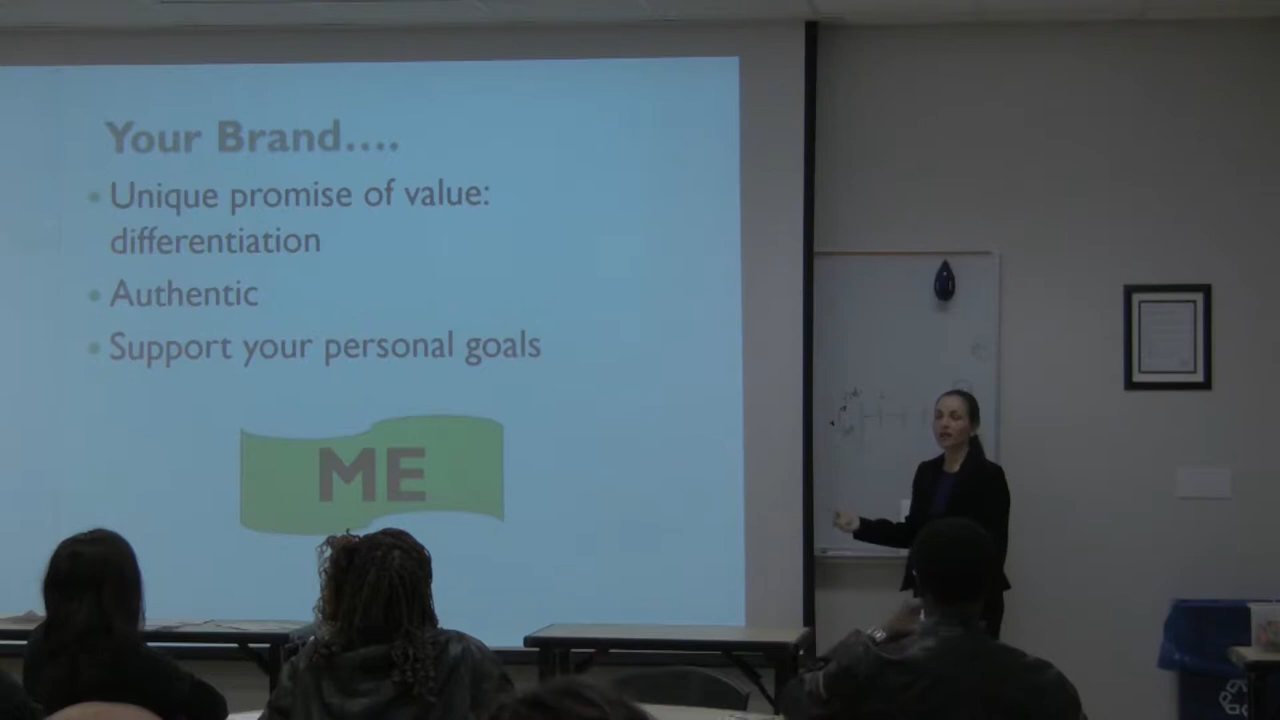 Your Brand....
• Unique promise of value:
differentiation
• Authentic
• Support your personal goals
ME